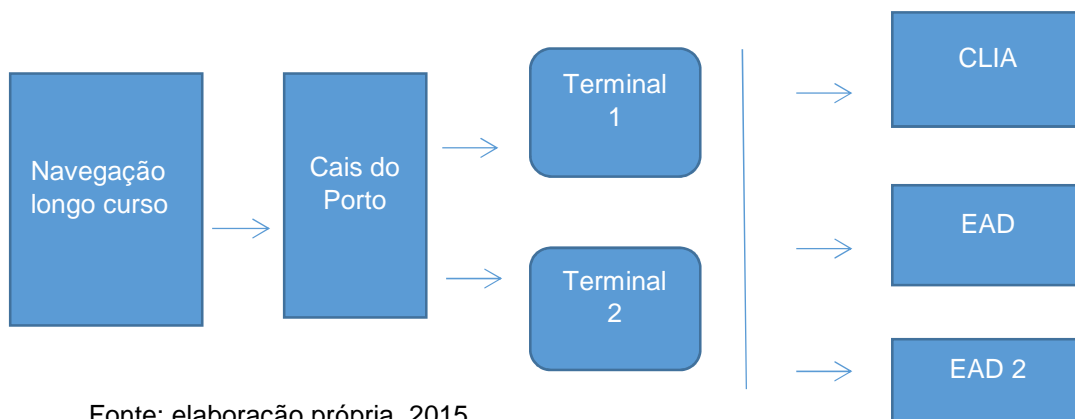 Navegação
longo curso
Cais do
Porto
Terminal
1
Terminal
2
CLIA
EAD
EAD 2
Fonte: elaboração própria, 2015